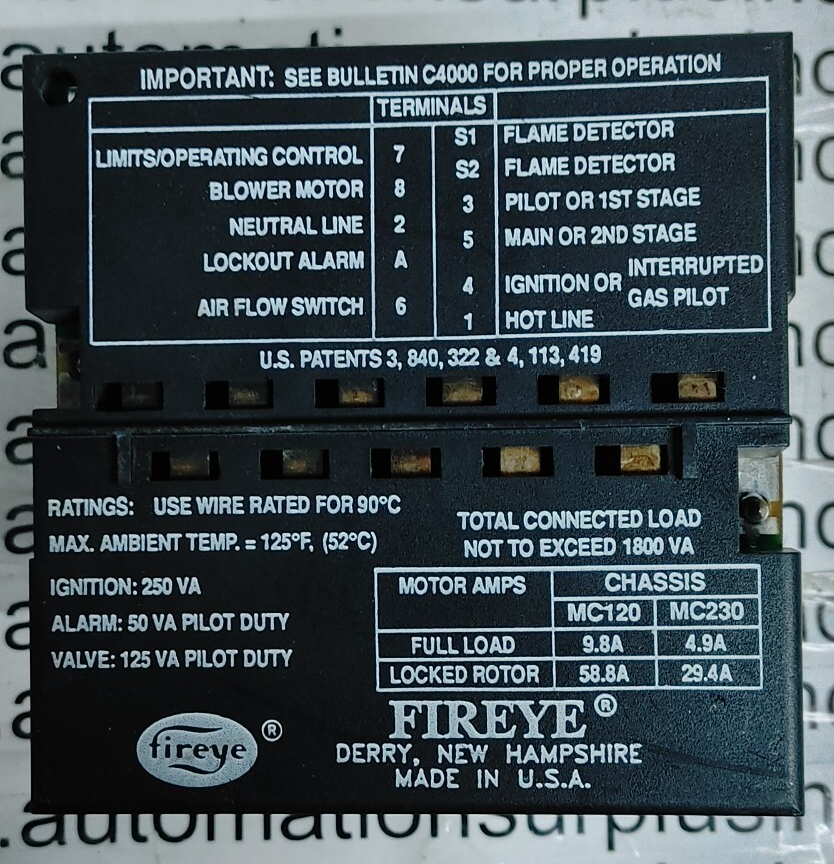 IMPORTANT: SEE BULLETIN C4000 FOR PROPER OPERATION
TERMINALS
LIMITS/OPERATING CONTROL 7 S1 FLAME DETECTOR
BLOWER MOTOR 8 S2 FLAME DETECTOR
NEUTRAL LINE 2 3 PILOT OR 1ST STAGE
LOCKOUT ALARM A 5 MAIN OR 2ND STAGE
AIR FLOW SWITCH 6 4 IGNITION OR INTERRUPTED
GAS PILOT
1 HOT LINE
U.S. PATENTS 3, 840, 322 & 4, 113, 419
RATINGS: USE WIRE RATED FOR 90°C
MAX. AMBIENT TEMP. = 125°F, (52°C)
TOTAL CONNECTED LOAD
NOT TO EXCEED 1800 VA
IGNITION: 250 VA
ALARM: 50 VA PILOT DUTY
VALVE: 125 VA PILOT DUTY
MOTOR AMPS CHASSIS
MC120 MC230
FULL LOAD 9.8A 4.9A
LOCKED ROTOR 58.8A 29.4A
fireye ®
FIREYE ®
DERRY, NEW HAMPSHIRE
MADE IN U.S.A.
.automationsurplusin